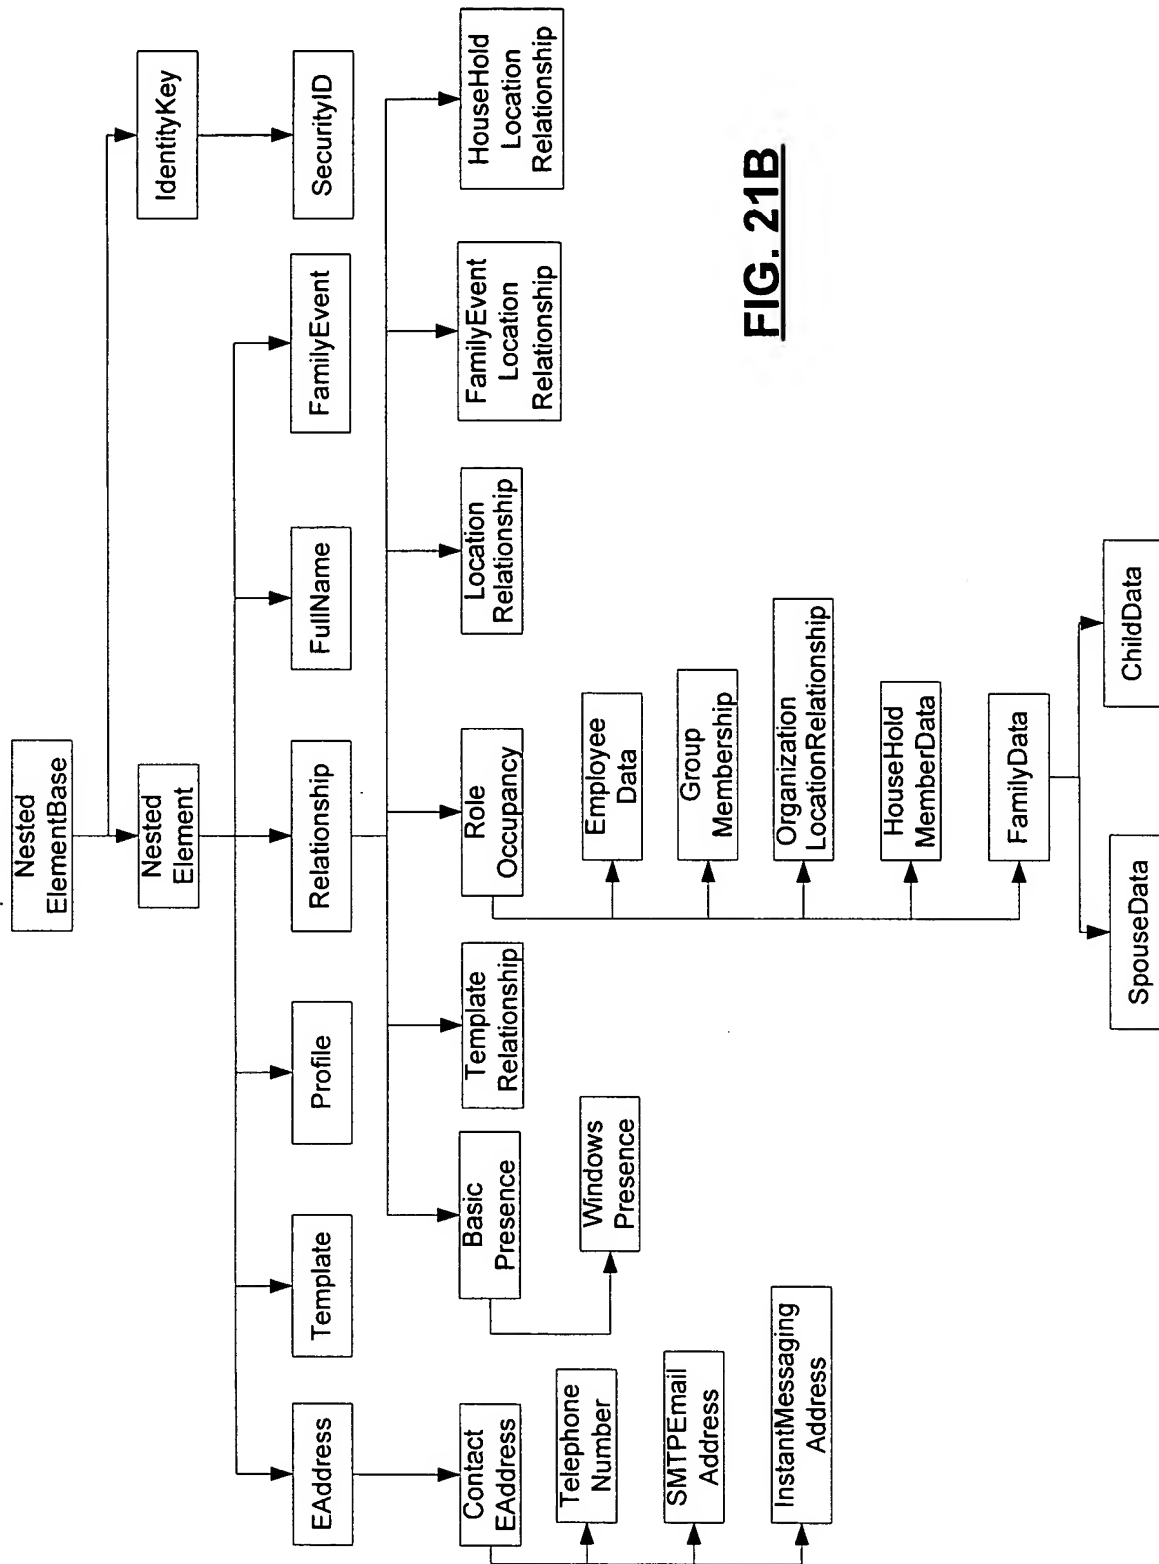 Nested
ElementBase
Nested
Element
IdentityKey
EAddress
Template
Profile
Relationship
FullName
FamilyEvent
SecurityID
Contact
EAddress
Basic
Presence
Template
Relationship
Role
Occupancy
Location
Relationship
FamilyEvent
Location
Relationship
HouseHold
Location
Relationship
Telephone
Number
SMTPEmail
Address
InstantMessaging
Address
Windows
Presence
Employee
Data
Group
Membership
Organization
LocationRelationship
HouseHold
MemberData
FamilyData
SpouseData
ChildData
FIG. 21B